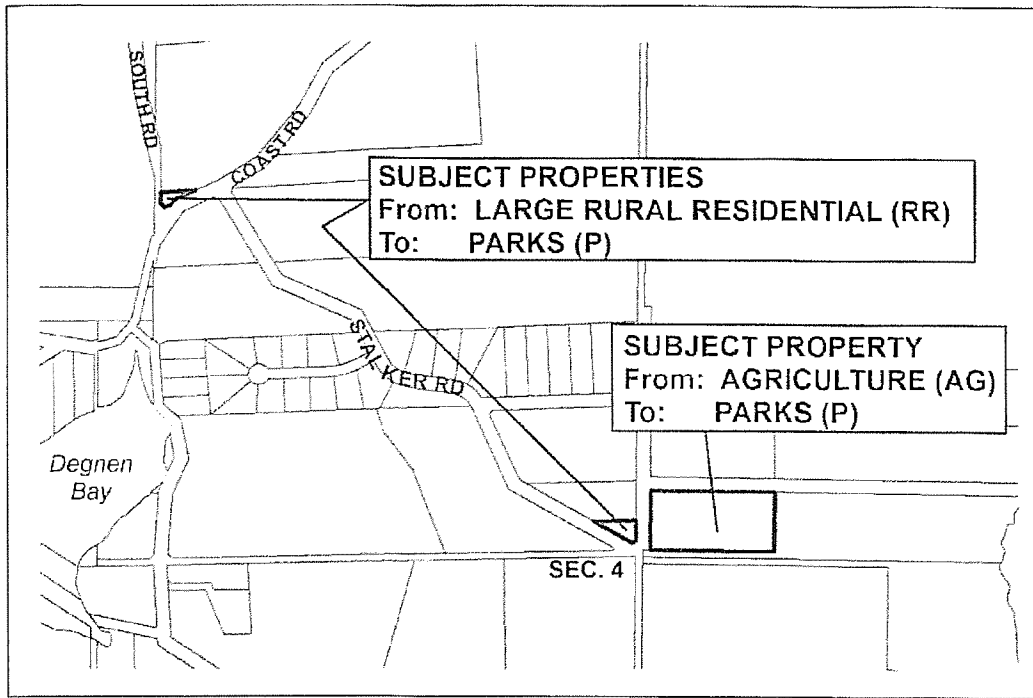 SOUTH RD
COAST RD
SUBJECT PROPERTIES
From: LARGE RURAL RESIDENTIAL (RR)
To: PARKS (P)
STALKER RD
SUBJECT PROPERTY
From: AGRICULTURE (AG)
To: PARKS (P)
Degnen
Bay
SEC. 4